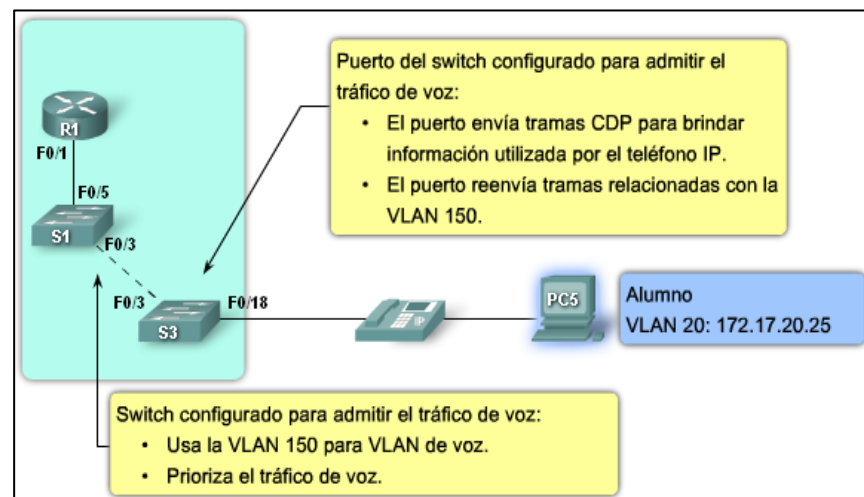 Puerto del switch configurado para admitir el
tráfico de voz:
• El puerto envía tramas CDP para brindar
información utilizada por el teléfono IP.
• El puerto reenvía tramas relacionadas con la
VLAN 150.
R1
F0/1
F0/5
S1
F0/3
F0/3
S3
F0/18
IP
PC5
Alumno
VLAN 20: 172.17.20.25
Switch configurado para admitir el tráfico de voz:
• Usa la VLAN 150 para VLAN de voz.
• Prioriza el tráfico de voz.